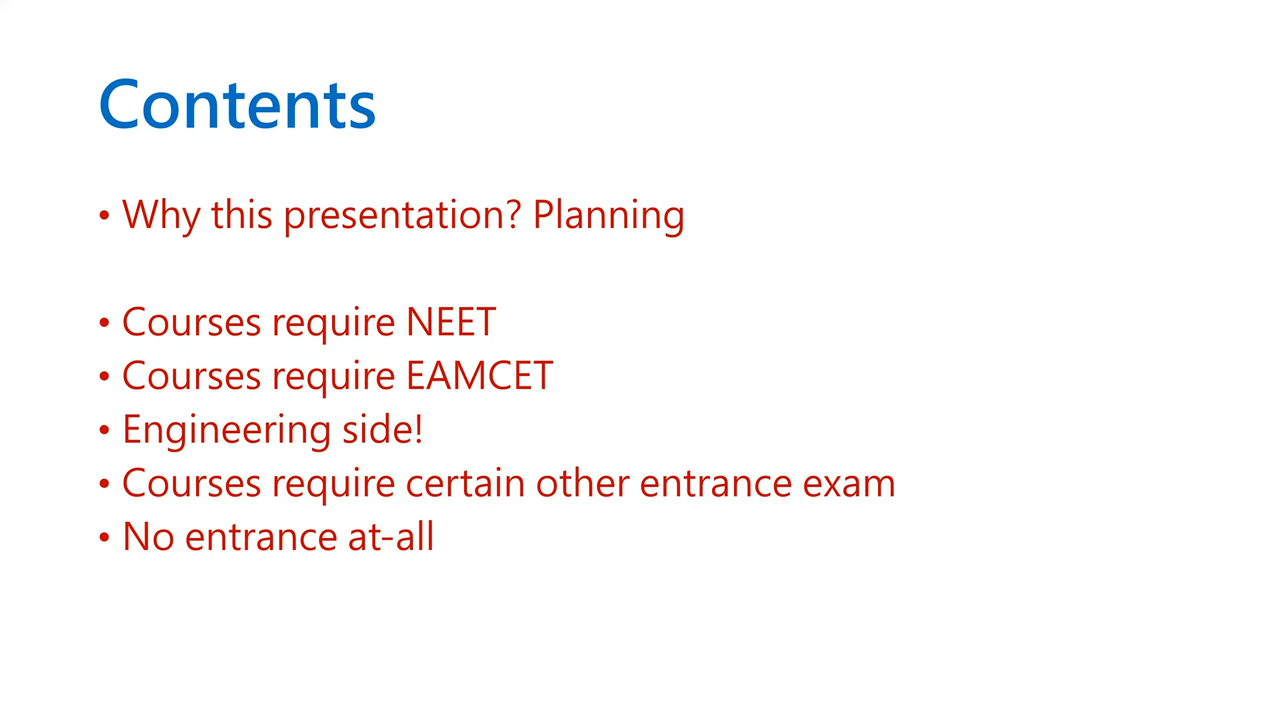 Contents
• Why this presentation? Planning
• Courses require NEET
• Courses require EAMCET
• Engineering side!
• Courses require certain other entrance exam
• No entrance at-all